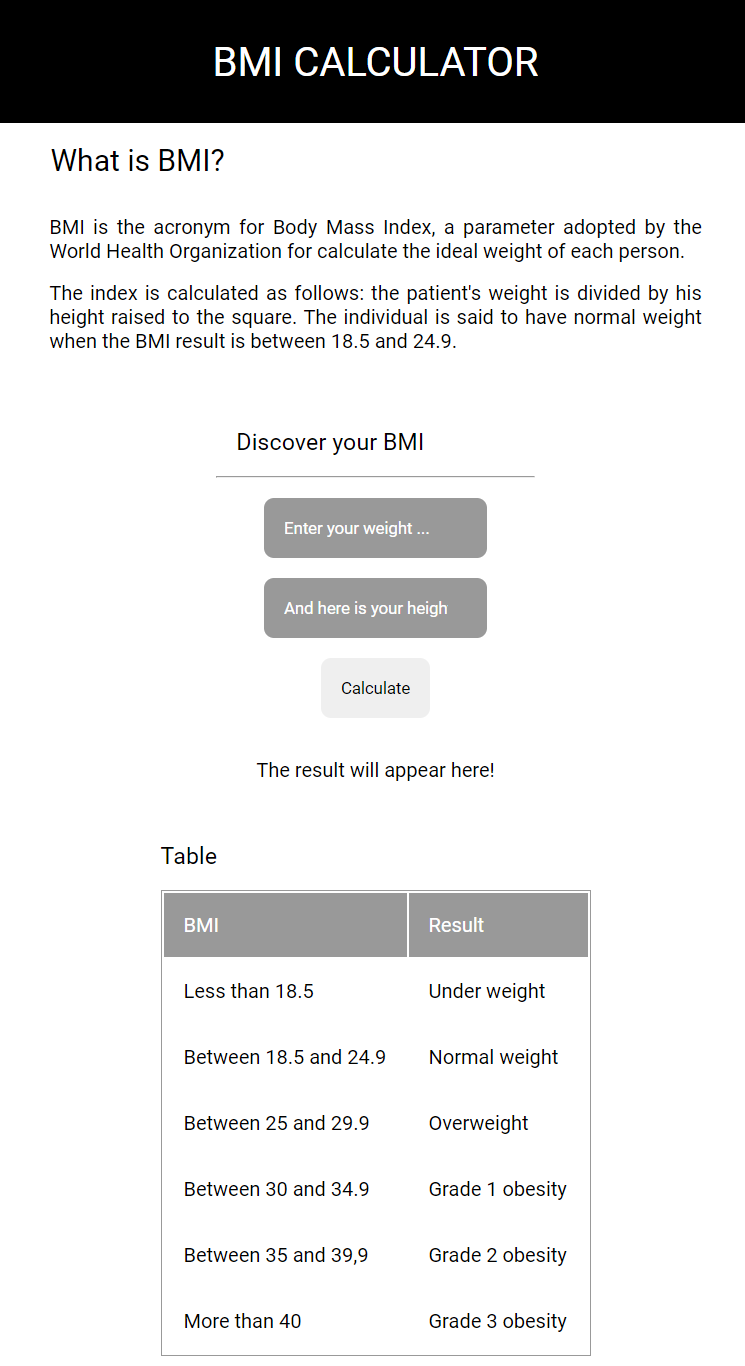 BMI CALCULATOR
What is BMI?
BMI is the acronym for Body Mass Index, a parameter adopted by the
World Health Organization for calculate the ideal weight of each person.
The index is calculated as follows: the patient's weight is divided by his
height raised to the square. The individual is said to have normal weight
when the BMI result is between 18.5 and 24.9.
Discover your BMI
Enter your weight ...
And here is your heigh
Calculate
The result will appear here!
Table
BMI Result
Less than 18.5 Under weight
Between 18.5 and 24.9 Normal weight
Between 25 and 29.9 Overweight
Between 30 and 34.9 Grade 1 obesity
Between 35 and 39,9 Grade 2 obesity
More than 40 Grade 3 obesity